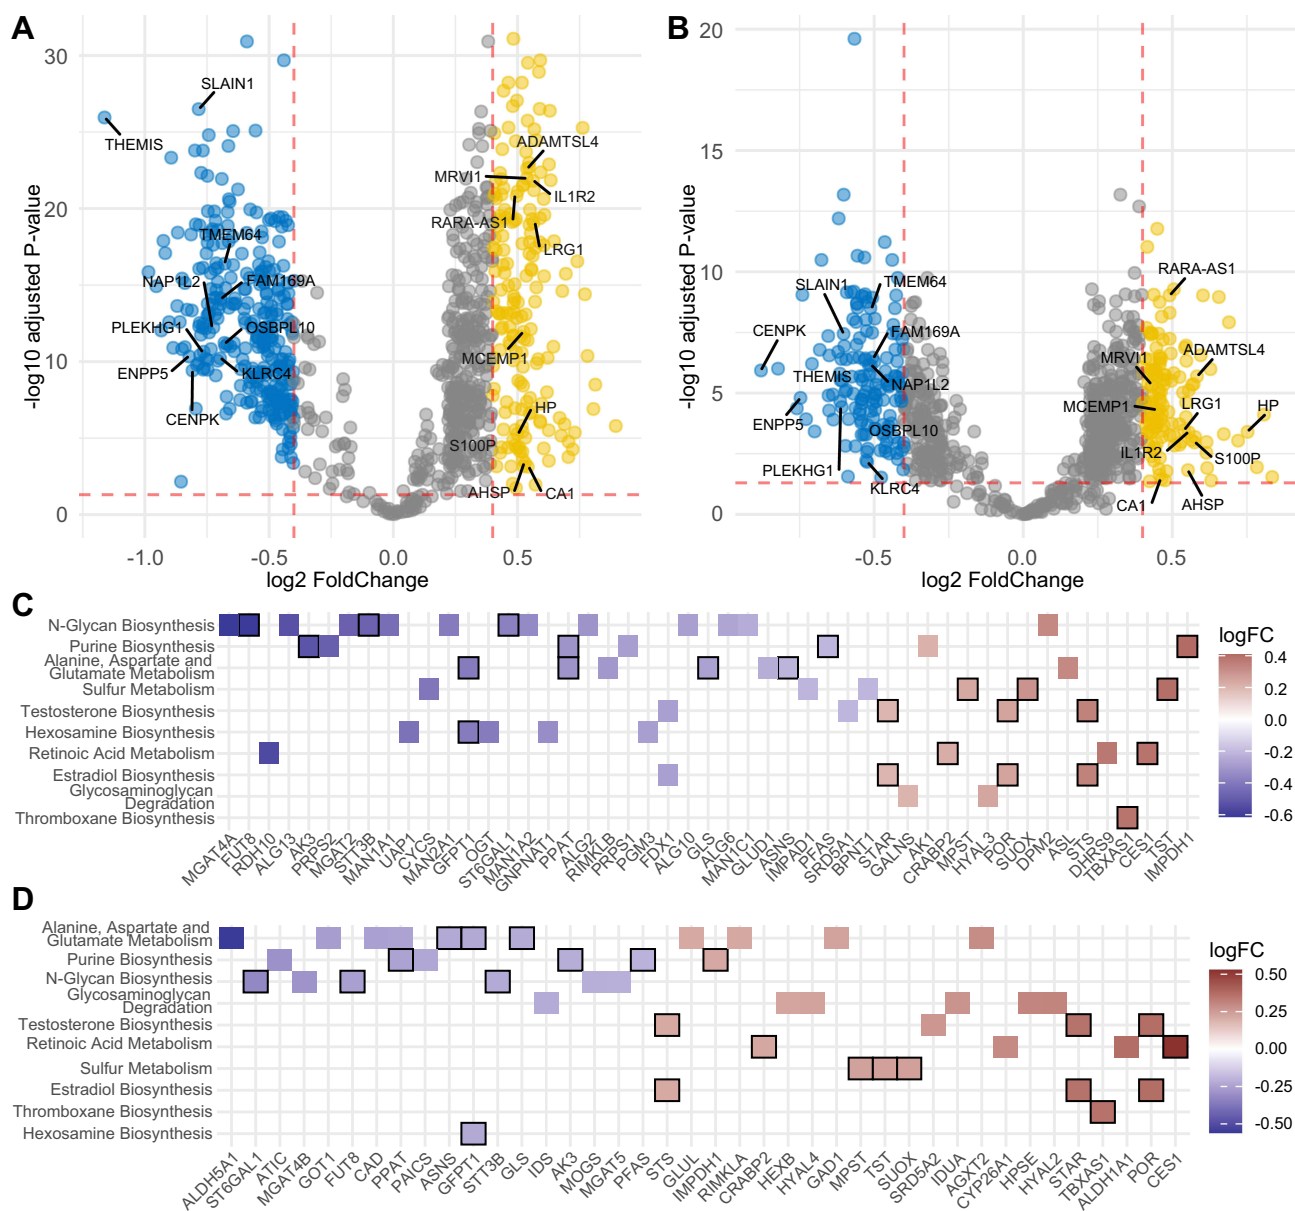 A
-log10 adjusted P-value
30
20
10
0
SLAIN1
THEMIS
ADAMTSL4
MRVI1
IL1R2
RARA-AS1
TMEM64
LRG1
NAP1L2
FAM169A
PLEKHG1
OSBPL10
MCEMP1
ENPP5
KLRC4
CENPK
HP
S100P
AHSP
CA1
-1.0
-0.5
0.0
0.5
log2 FoldChange
B
-log10 adjusted P-value
20
15
10
5
0
RARA-AS1
SLAIN1
TMEM64
CENPK
FAM169A
MRVI1
ADAMTSL4
THEMIS
NAP1L2
MCEMP1
LRG1
HP
ENPP5
OSBPL10
IL1R2
S100P
PLEKHG1
KLRC4
CA1
AHSP
-0.5
0.0
0.5
log2 FoldChange
C
N-Glycan Biosynthesis
Purine Biosynthesis
Alanine, Aspartate and
Glutamate Metabolism
Sulfur Metabolism
Testosterone Biosynthesis
Hexosamine Biosynthesis
Retinoic Acid Metabolism
Estradiol Biosynthesis
Glycosaminoglycan
Degradation
Thromboxane Biosynthesis
MGAT4A
FUT8
RDH10
ALG13
AK3
PRPS2
MGAT2
STT3B
MAN1A1
UAP1
CYCS
MAN2A1
GFPT1
OGT
ST6GAL1
MAN1A2
GNPNAT1
PPAT
ALG2
RIMKLB
PRPS1
PGM3
FDX1
ALG10
GLS
ALG6
MAN1C1
GLUD1
ASNS
IMPAD1
PFAS
SRD5A1
BPNT1
STAR
GALNS
AK1
CRABP2
MPST
HYAL3
POR
SUOX
DPM2
ASL
STS
DHRS9
TBXAS1
CES1
TST
IMPDH1
logFC
0.4
0.2
0.0
-0.2
-0.4
-0.6
D
Alanine, Aspartate and
Glutamate Metabolism
Purine Biosynthesis
N-Glycan Biosynthesis
Glycosaminoglycan
Degradation
Testosterone Biosynthesis
Retinoic Acid Metabolism
Sulfur Metabolism
Estradiol Biosynthesis
Thromboxane Biosynthesis
Hexosamine Biosynthesis
ALDH5A1
ST6GAL1
ATIC
MGAT4B
GOT1
FUT8
CAD
PPAT
PAICS
ASNS
GFPT1
STT3B
GLS
IDS
AK3
MOGS
MGAT5
PFAS
STS
GLUL
IMPDH1
RIMKLA
CRABP2
HEXB
HYAL4
GAD1
MPST
TST
SUOX
SRD5A2
IDUA
AGXT2
CYP26A1
HPSE
HYAL2
STAR
TBXAS1
ALDH1A1
POR
CES1
logFC
0.50
0.25
0.00
-0.25
-0.50